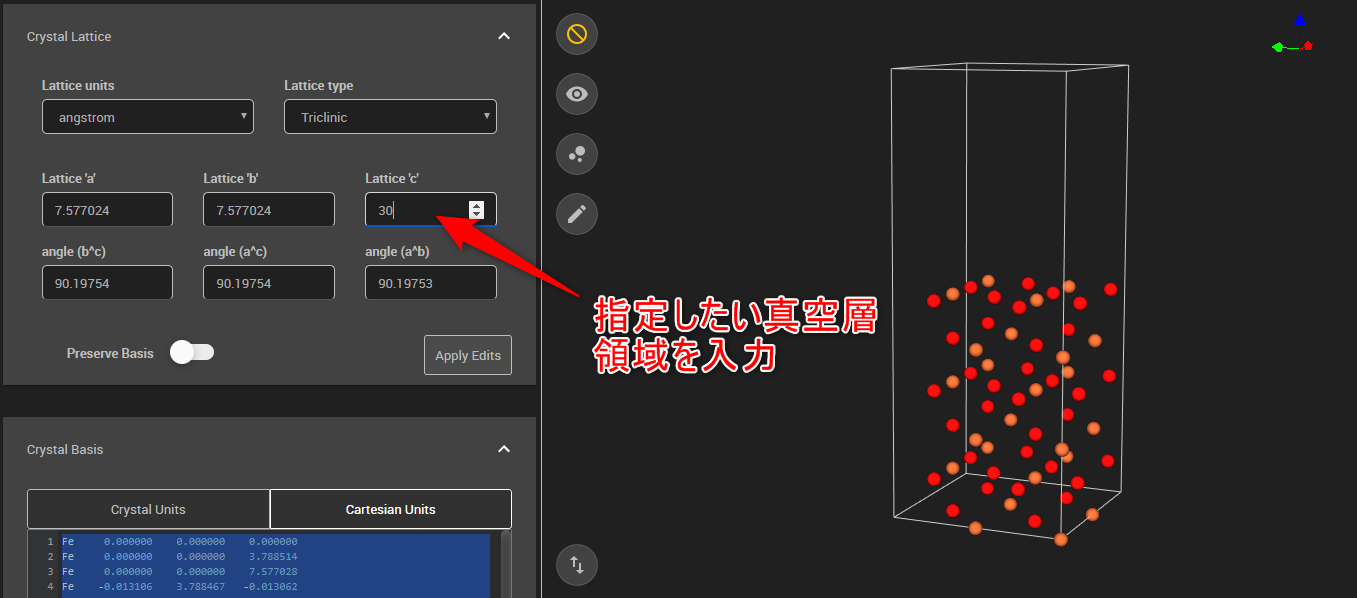 Crystal Lattice
Lattice units
Lattice type
angstrom
Triclinic
Lattice 'a'
Lattice 'b'
Lattice 'c'
7.577024
7.577024
30
angle (b^c)
angle (a^c)
angle (a^b)
90.19754
90.19754
90.19753
Preserve Basis
Apply Edits
指定したい真空層
領域を入力
Crystal Basis
Crystal Units
Cartesian Units
1 Fe 0.000000 0.000000 0.000000
2 Fe 0.000000 0.000000 3.788514
3 Fe 0.000000 0.000000 7.577028
4 Fe -0.013106 3.788467 -0.013062